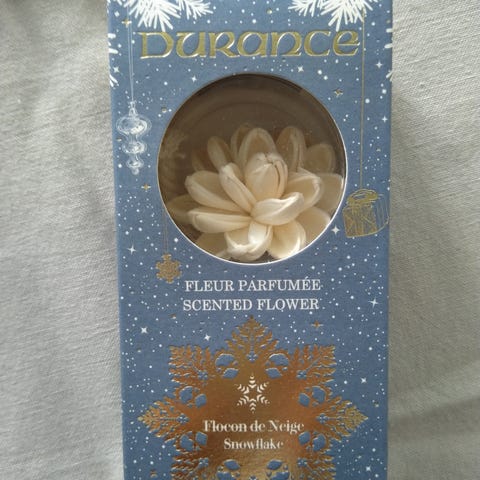 DURANCE
FLEUR PARFUMÉE
SCENTED FLOWER
Flocon de Neige
Snowflake